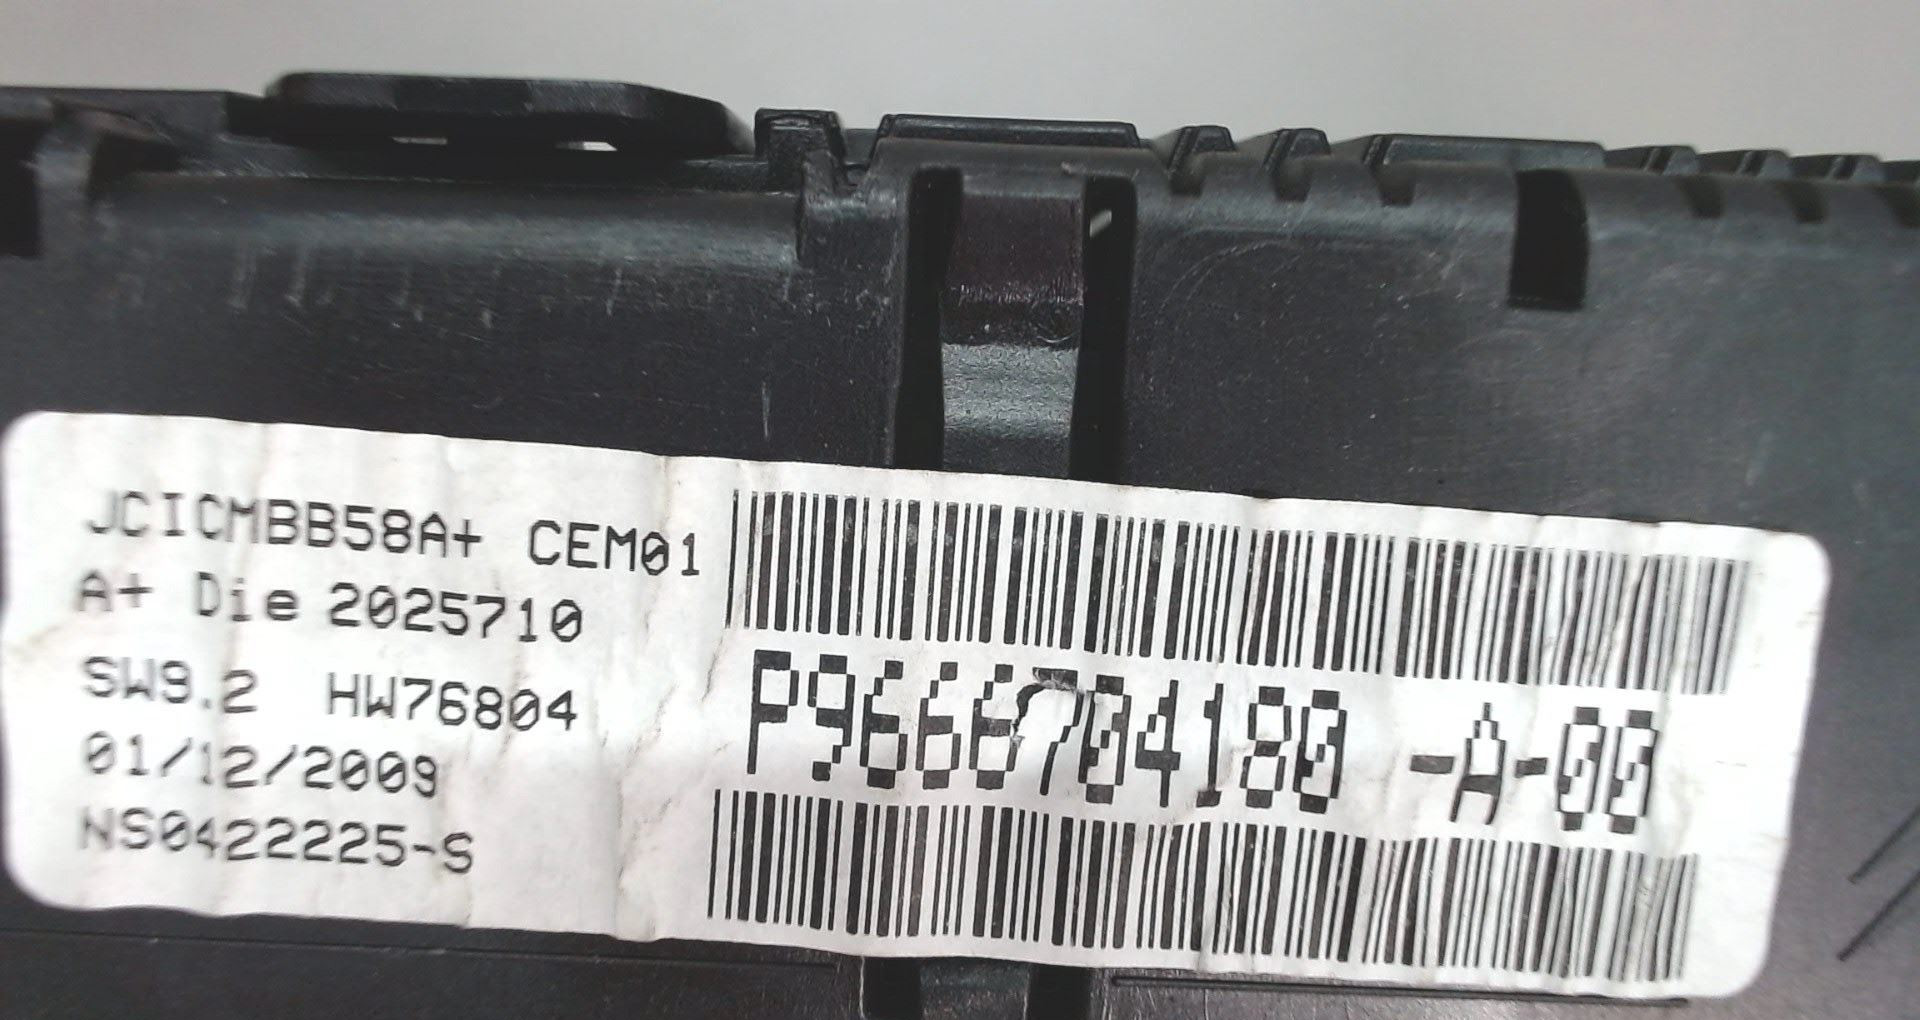 JCICMBB58A+ CEM01
A+ Die 2025710
SW9.2 HW76804
01/12/2009
NS0422225-S
P9666704180 -A-00